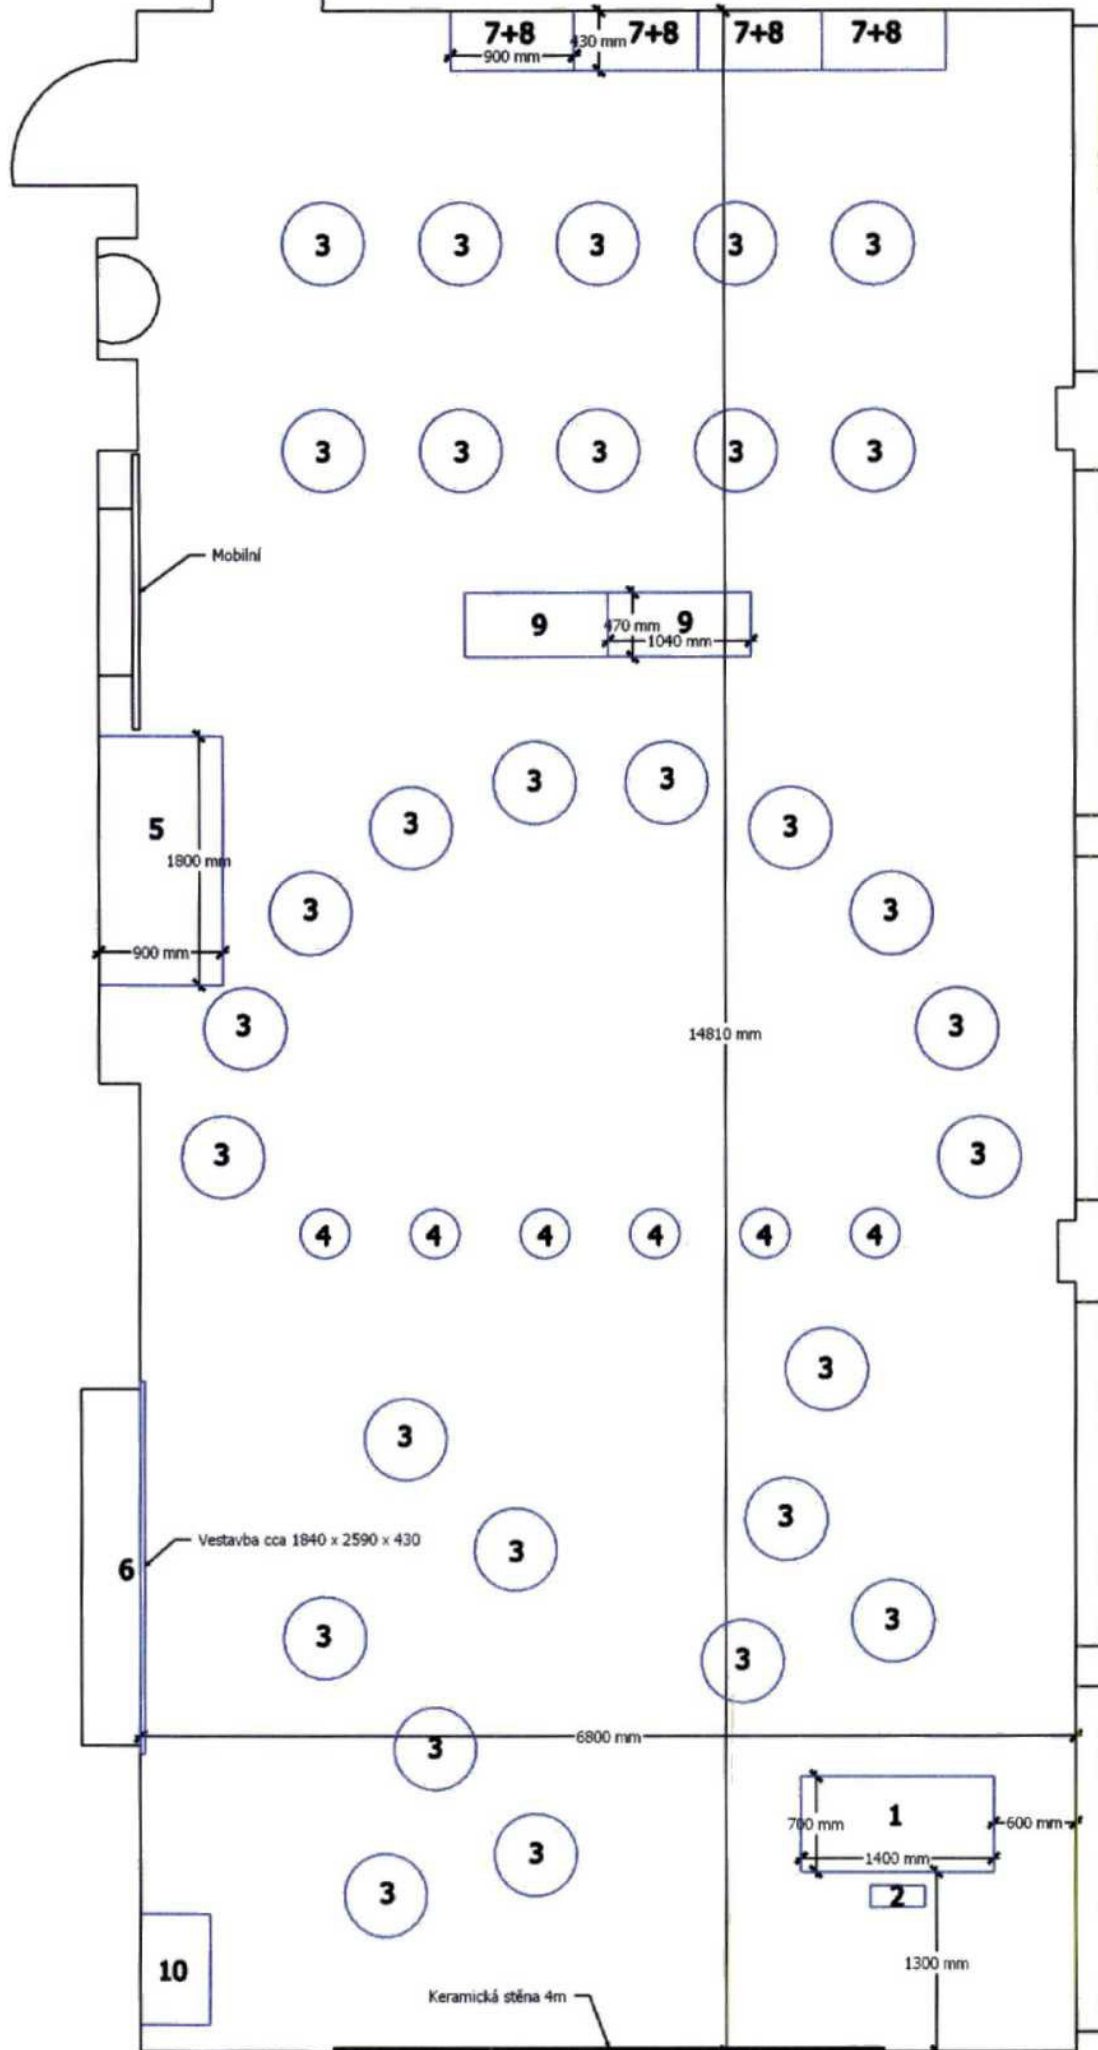 7+8 7+8 7+8 7+8
430 mm
900 mm
3 3 3 3 3
3 3 3 3 3
Mobilní
9 9
470 mm
1040 mm
3 3
3 3
5
1800 mm
3 3
900 mm
3 3
14810 mm
3 3
4 4 4 4 4 4
3
3
3
Vestavba cca 1840 x 2590 x 430
3
6
3
3
3
6800 mm
3
1
700 mm
600 mm
3
1400 mm
3
2
1300 mm
10
Keramická stěna 4m